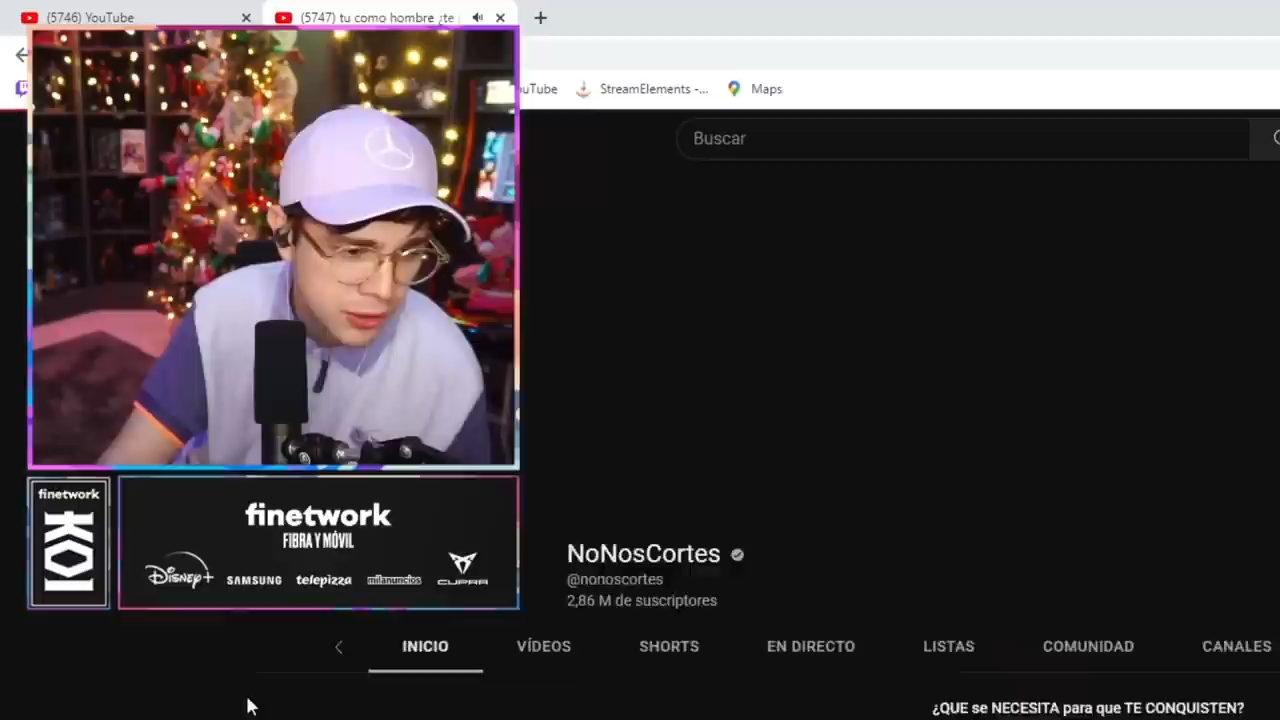 (5746) YouTube
(5747) tu como hombre ¿te
StreamElements -...
Maps
Buscar
finetwork
KOI
finetwork
FIBRA Y MÓVIL
Disney+ SAMSUNG telepizza milanuncios CUPRA
NoNosCortes
@nonoscortes
2,86 M de suscriptores
INICIO VÍDEOS SHORTS EN DIRECTO LISTAS COMUNIDAD CANALES
¿QUE se NECESITA para que TE CONQUISTEN?